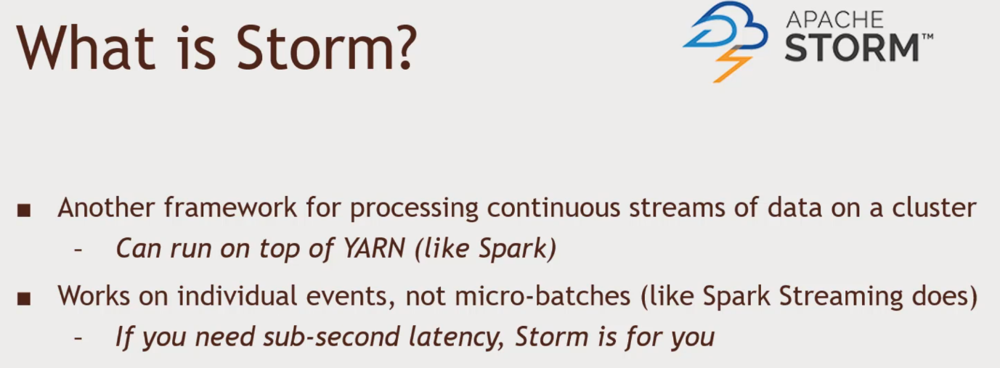 What is Storm?
APACHE
STORM™
■ Another framework for processing continuous streams of data on a cluster
– Can run on top of YARN (like Spark)
■ Works on individual events, not micro-batches (like Spark Streaming does)
– If you need sub-second latency, Storm is for you